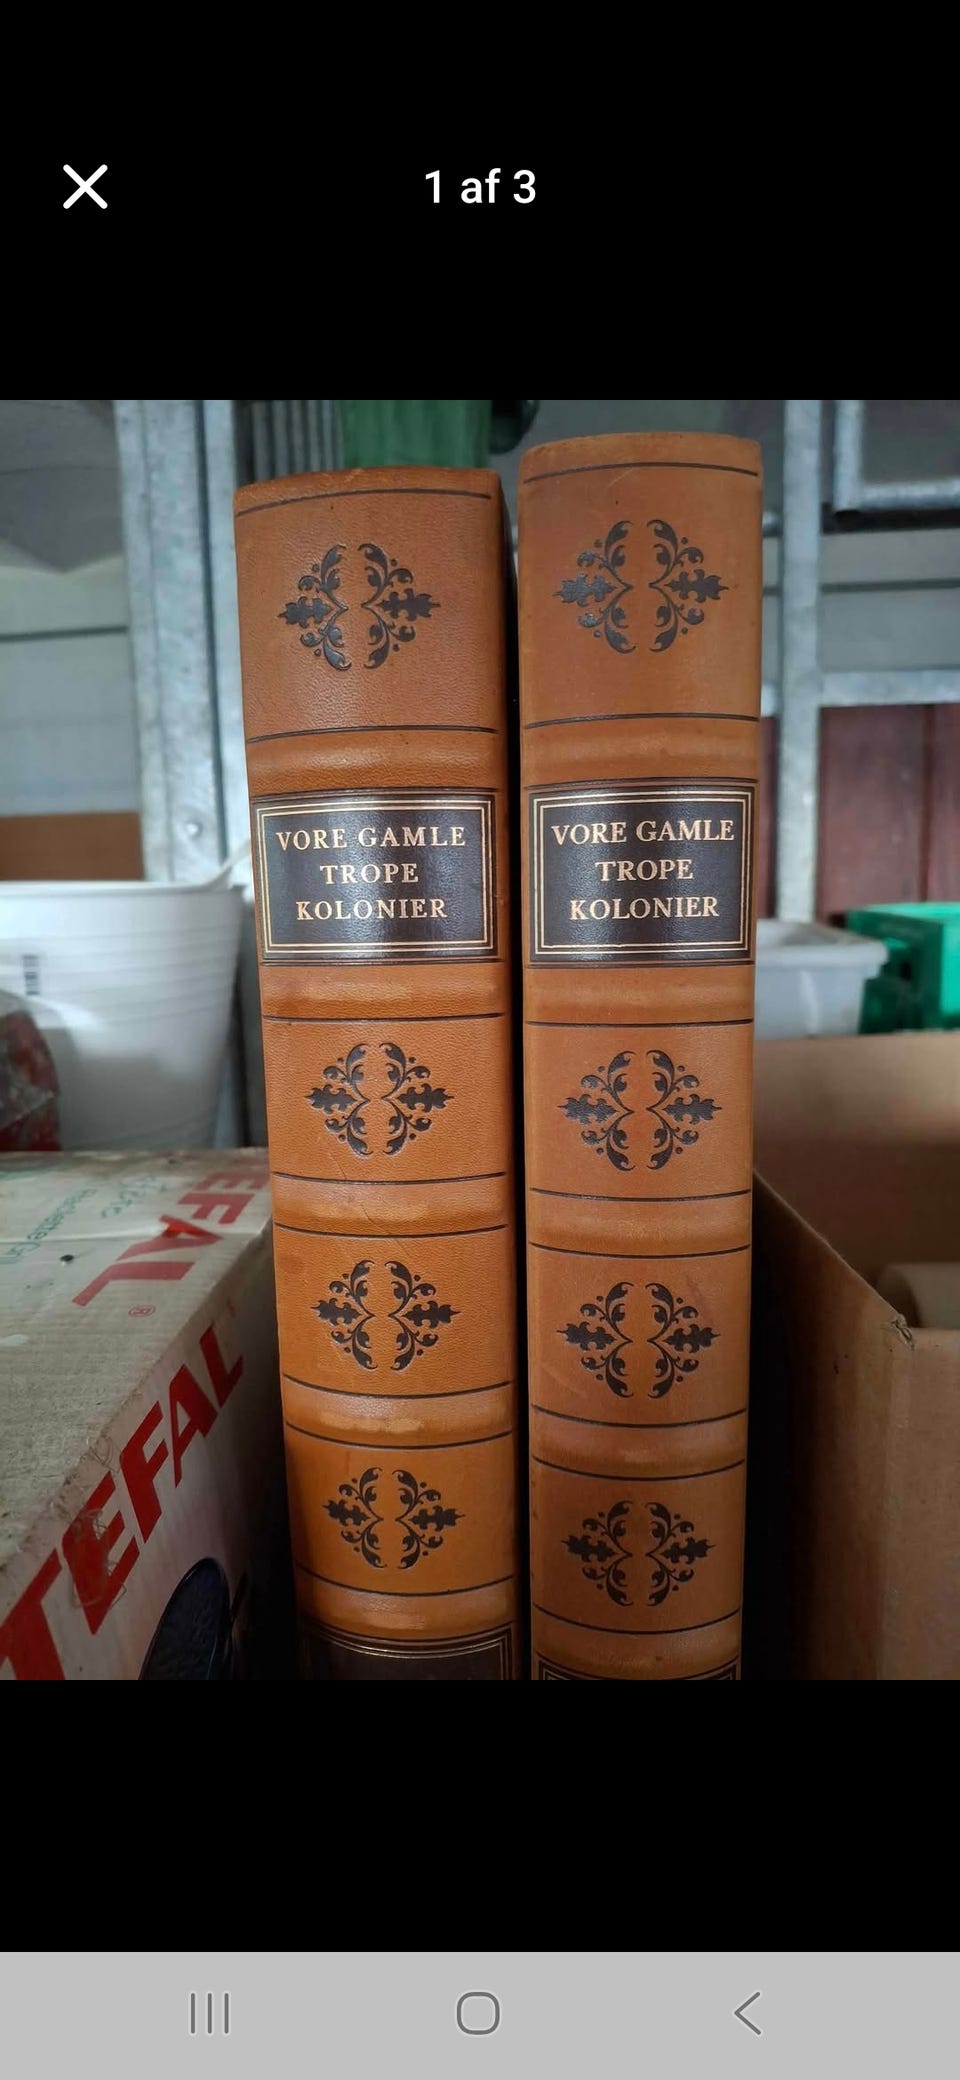 1 af 3
VORE GAMLE
TROPE
KOLONIER
VORE GAMLE
TROPE
KOLONIER
TEFAL
TEFAL
®